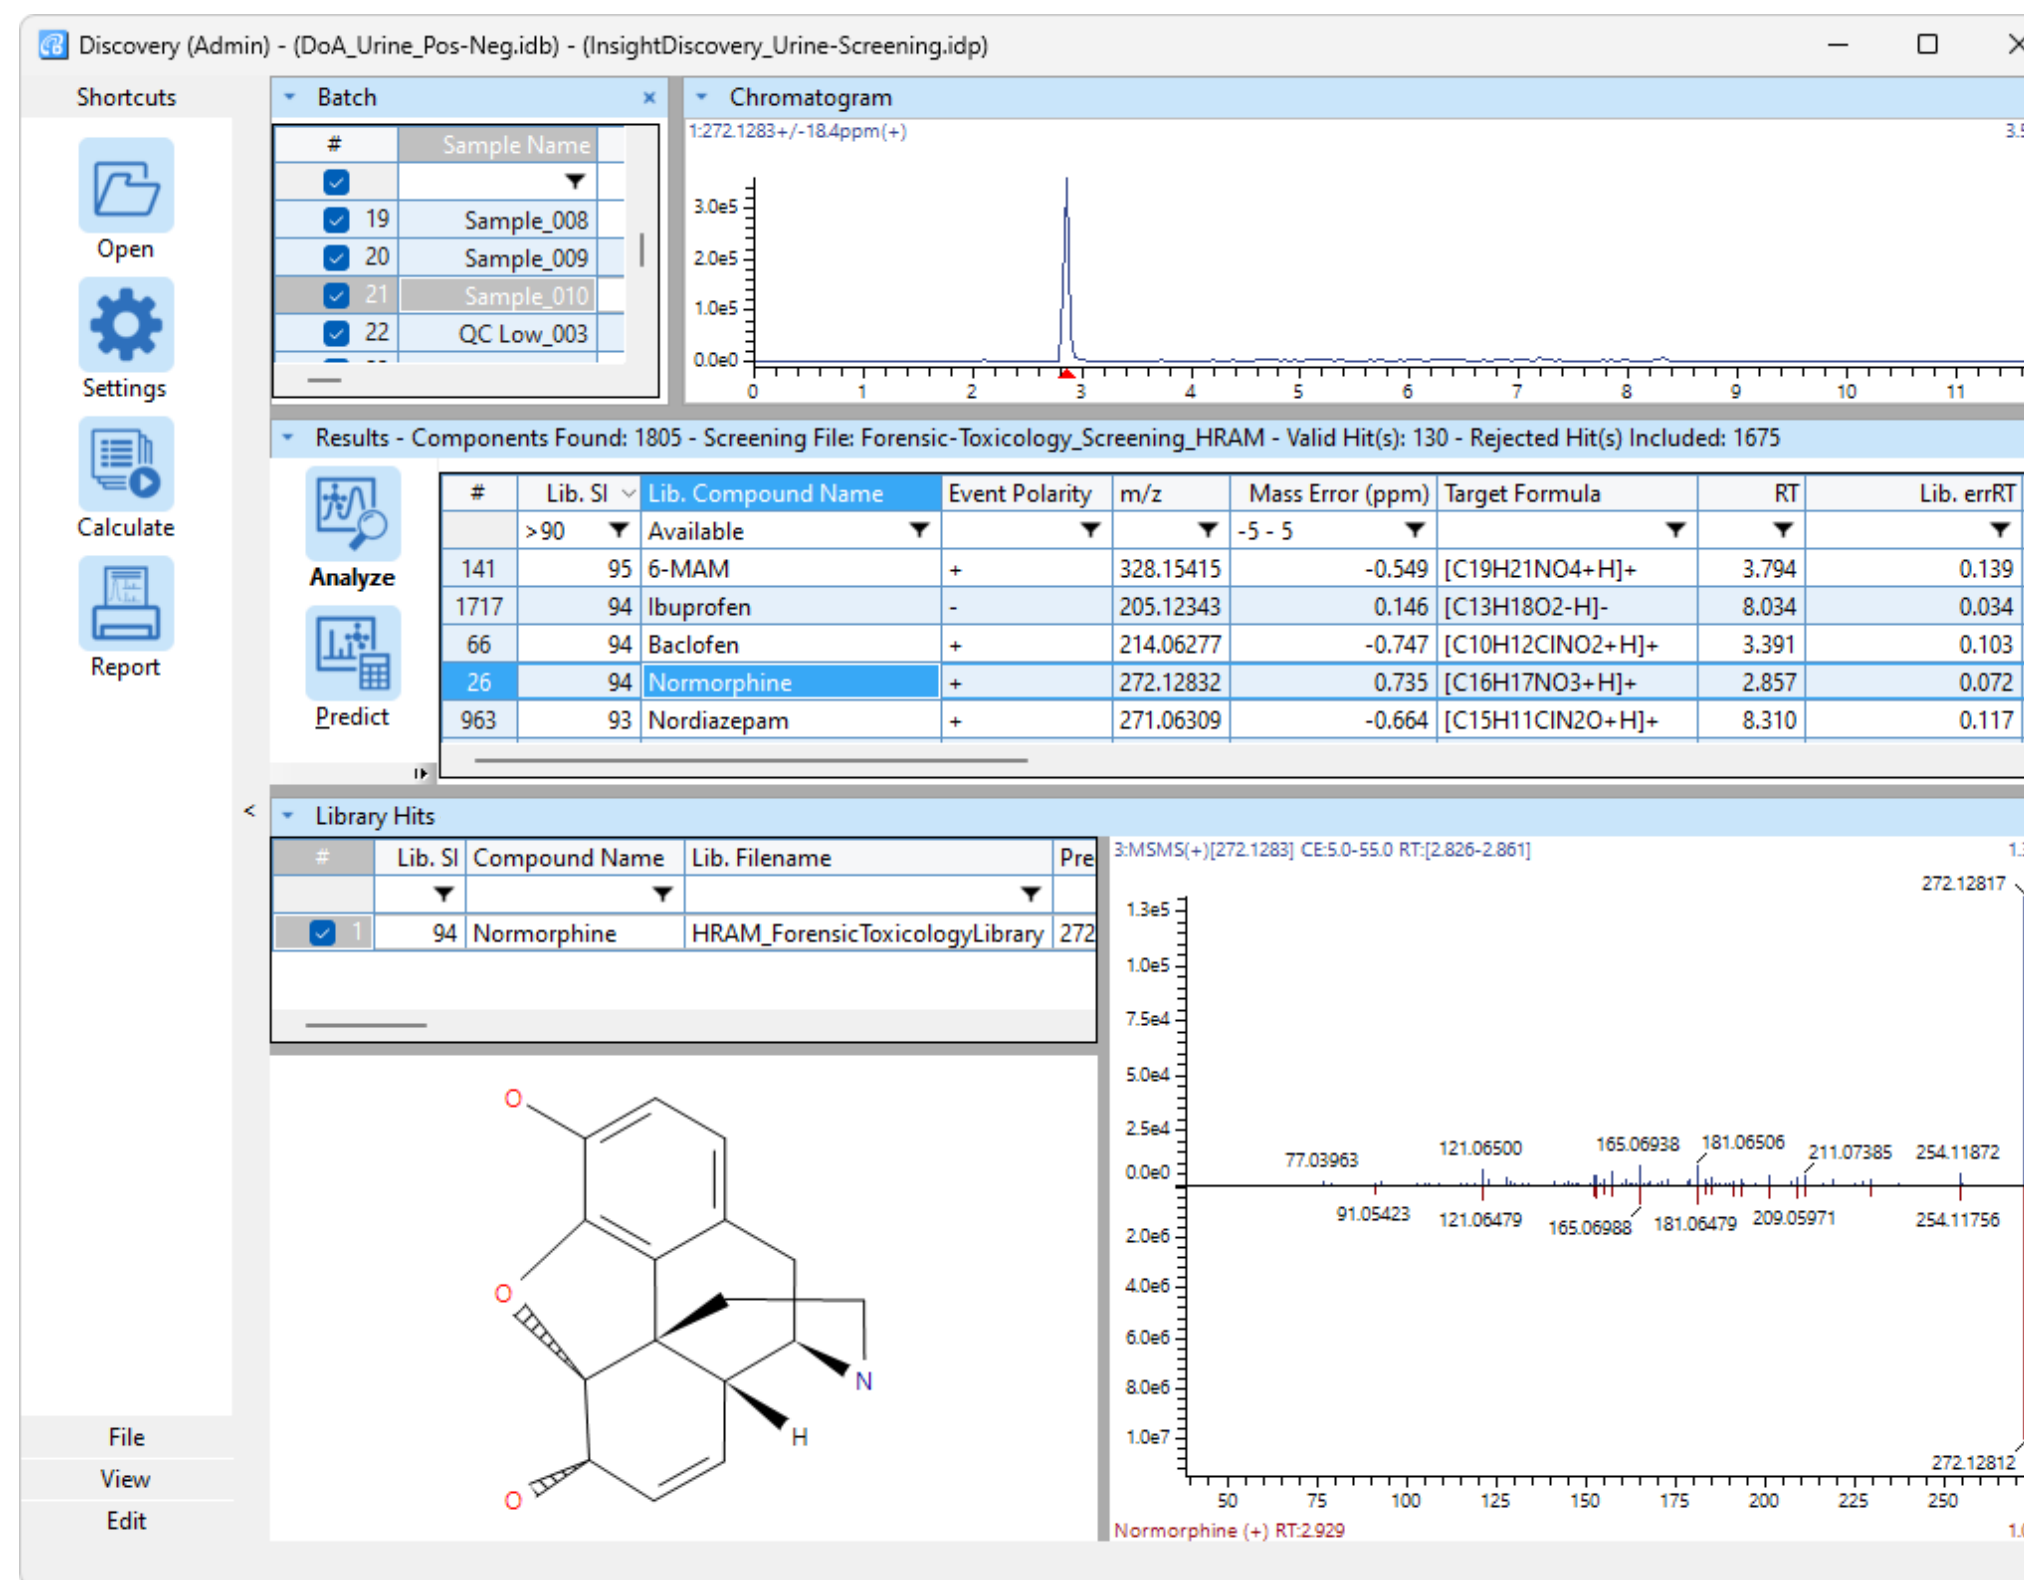 Discovery (Admin) - (DoA_Urine_Pos-Neg.idb) - (InsightDiscovery_Urine-Screening.idp)
Shortcuts
Open
Settings
Calculate
Report
File
View
Edit
<
Batch
# Sample Name
19 Sample_008
20 Sample_009
21 Sample_010
22 QC Low_003
Chromatogram
1:272.1283+/-18.4ppm(+)
3.0e5
2.0e5
1.0e5
0.0e0
0 1 2 3 4 5 6 7 8 9 10 11
Results - Components Found: 1805 - Screening File: Forensic-Toxicology_Screening_HRAM - Valid Hit(s): 130 - Rejected Hit(s) Included: 1675
Analyze
Predict
# Lib. SI Lib. Compound Name Event Polarity m/z Mass Error (ppm) Target Formula RT Lib. errRT
>90 Available -5 - 5
141 95 6-MAM + 328.15415 -0.549 [C19H21NO4+H]+ 3.794 0.139
1717 94 Ibuprofen - 205.12343 0.146 [C13H18O2-H]- 8.034 0.034
66 94 Baclofen + 214.06277 -0.747 [C10H12ClNO2+H]+ 3.391 0.103
26 94 Normorphine + 272.12832 0.735 [C16H17NO3+H]+ 2.857 0.072
963 93 Nordiazepam + 271.06309 -0.664 [C15H11ClN2O+H]+ 8.310 0.117
Library Hits
# Lib. SI Compound Name Lib. Filename Pre
1 94 Normorphine HRAM_ForensicToxicologyLibrary 272
O
O
N
H
O
3:MSMS(+)[272.1283] CE:5.0-55.0 RT:[2.826-2.861]
272.12817
1.3e5
1.0e5
7.5e4
5.0e4
2.5e4
0.0e0
77.03963 121.06500 165.06938 181.06506 211.07385 254.11872
91.05423 121.06479 165.06988 181.06479 209.05971 254.11756
2.0e6
4.0e6
6.0e6
8.0e6
1.0e7
272.12812
50 75 100 125 150 175 200 225 250
Normorphine (+) RT:2.929